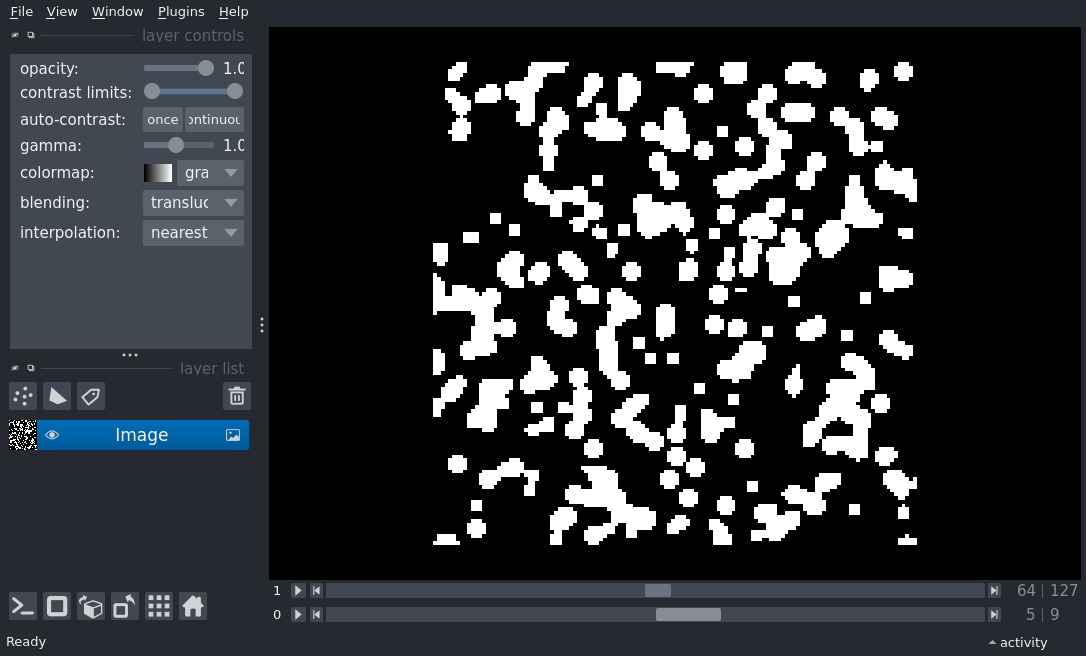 File View Window Plugins Help
layer controls
opacity: 1.0
contrast limits:
auto-contrast: once ontinuou
gamma: 1.0
colormap: gra
blending: transluc
interpolation: nearest
layer list
Image
1 64 | 127
0 5 | 9
Ready activity